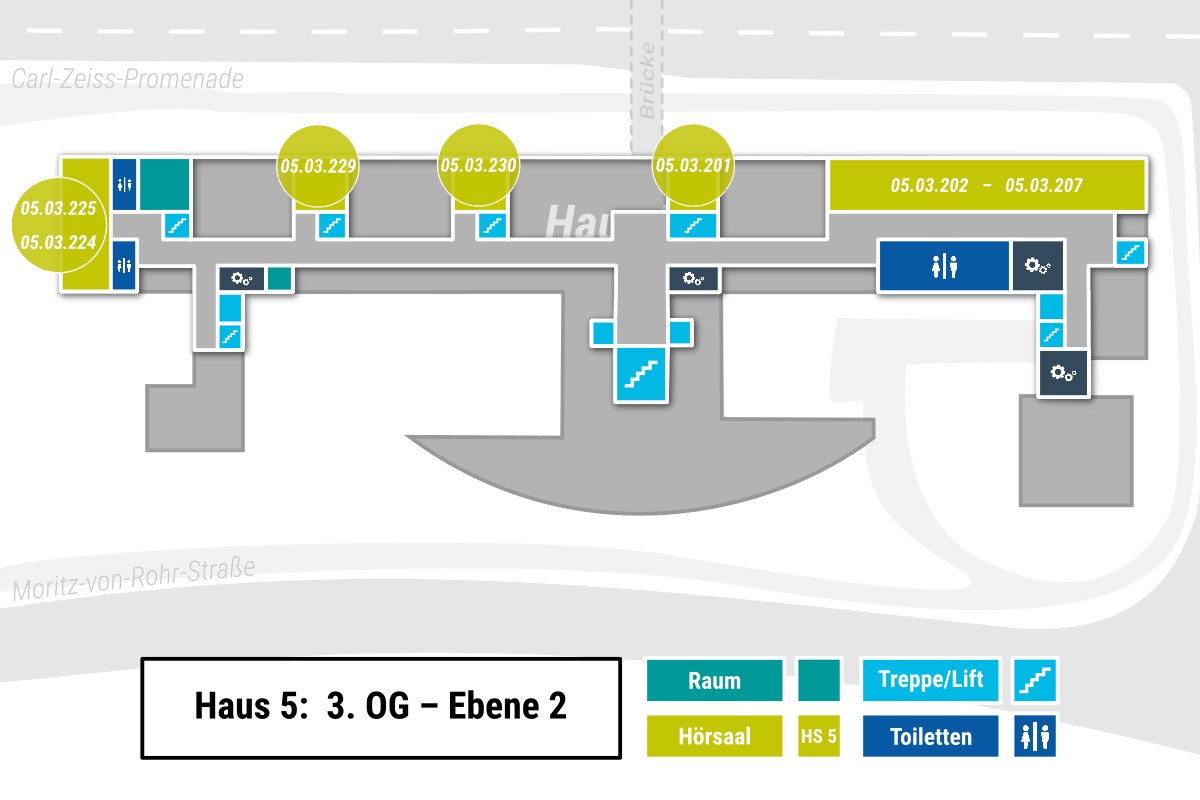 Carl-Zeiss-Promenade
Brücke
05.03.229
05.03.230
05.03.201
05.03.202 – 05.03.207
05.03.225
05.03.224
Moritz-von-Rohr-Straße
Haus 5: 3. OG – Ebene 2
Raum
Treppe/Lift
Hörsaal
HS 5
Toiletten